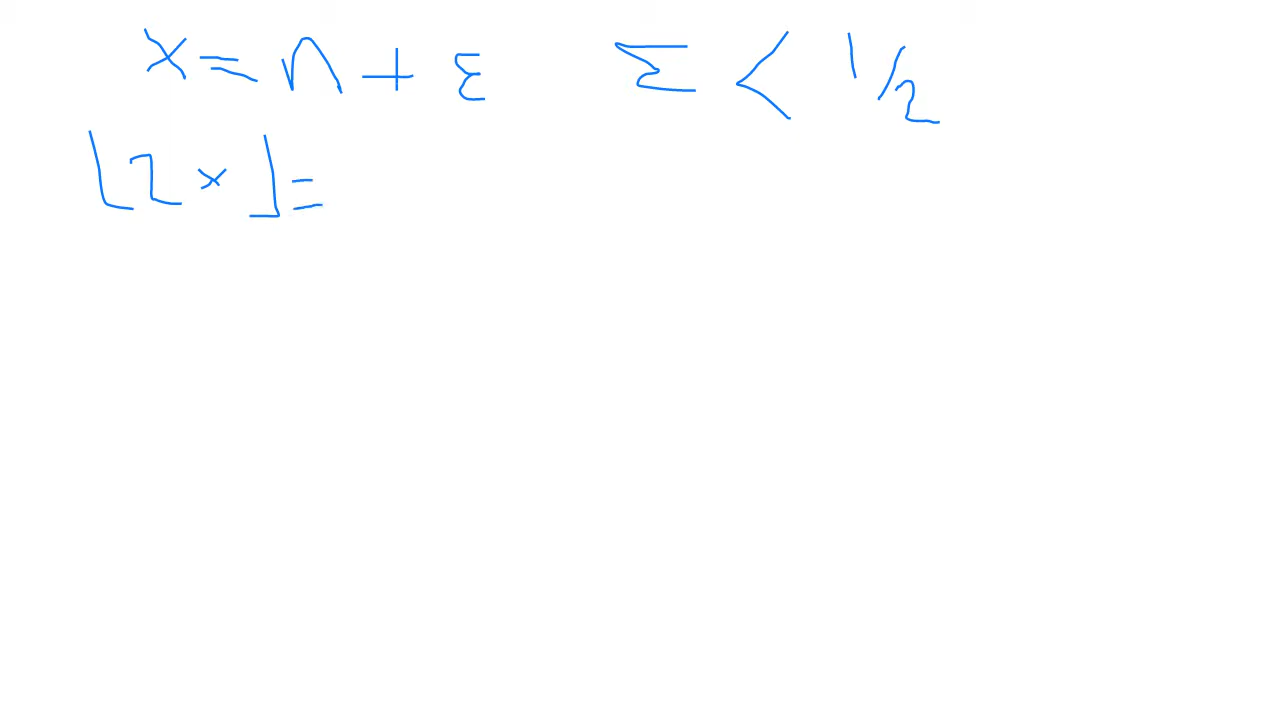 x = n + ε    Σ < 1/2
⌊2x⌋ =